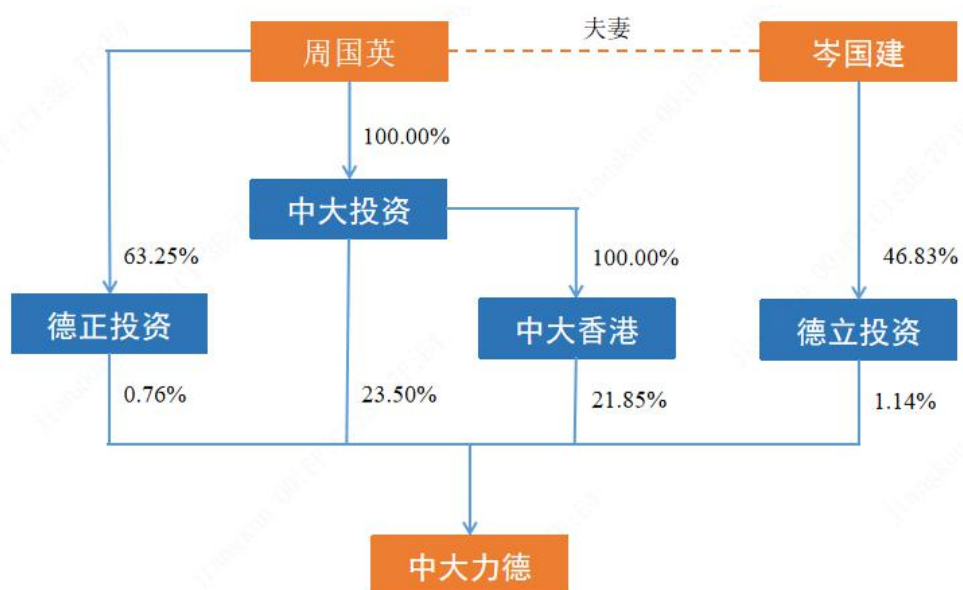 夫妻
周国英
岑国建
100.00%
中大投资
63.25%
100.00%
46.83%
德正投资
中大香港
德立投资
0.76%
23.50%
21.85%
1.14%
中大力德